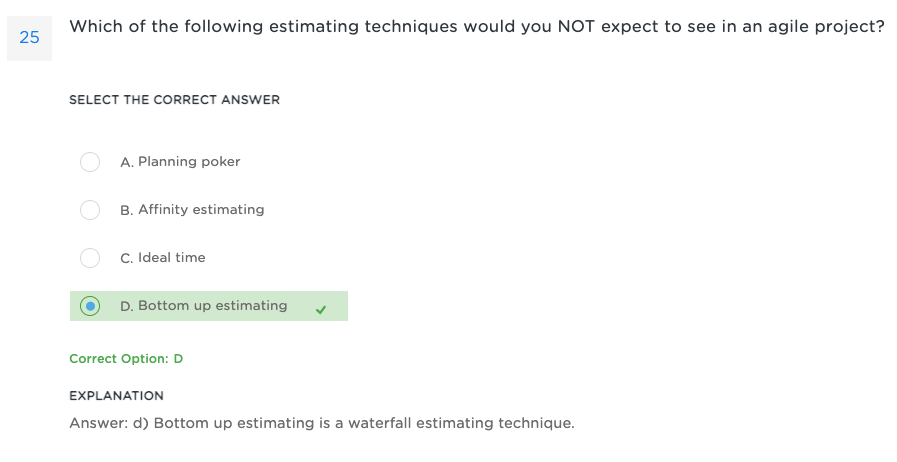 25
Which of the following estimating techniques would you NOT expect to see in an agile project?
SELECT THE CORRECT ANSWER
A. Planning poker
B. Affinity estimating
C. Ideal time
D. Bottom up estimating
Correct Option: D
EXPLANATION
Answer: d) Bottom up estimating is a waterfall estimating technique.